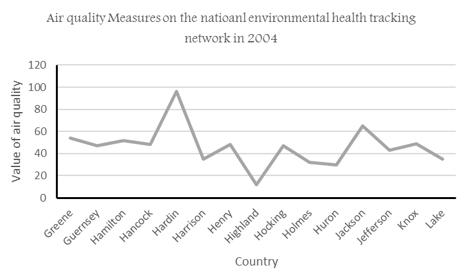 Air quality Measures on the natioanl environmental health tracking
network in 2004
120
100
80
60
40
20
0
Value of air quality
Greene
Guernsey
Hamilton
Hancock
Hardin
Harrison
Henry
Highland
Hocking
Holmes
Huron
Jackson
Jefferson
Knox
Lake
Country